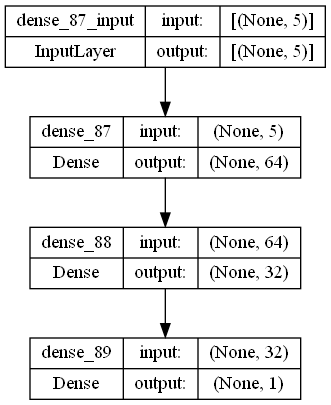 dense_87_input input: [(None, 5)]
InputLayer output: [(None, 5)]
dense_87 input: (None, 5)
Dense output: (None, 64)
dense_88 input: (None, 64)
Dense output: (None, 32)
dense_89 input: (None, 32)
Dense output: (None, 1)